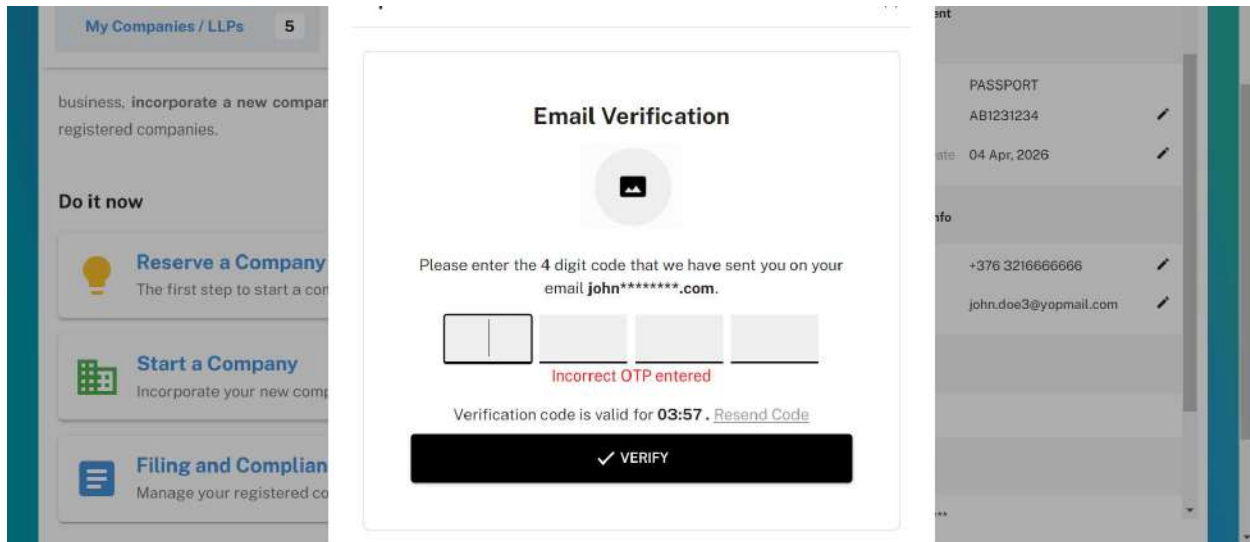 My Companies / LLPs 5
business, incorporate a new compar
registered companies.
Do it now
Reserve a Company
The first step to start a cor
Start a Company
Incorporate your new comp
Filing and Complian
Manage your registered co
Email Verification
Please enter the 4 digit code that we have sent you on your
email john********.com.
Incorrect OTP entered
Verification code is valid for 03:57 . Resend Code
VERIFY
ent
PASSPORT
AB1231234
ate 04 Apr, 2026
nfo
+376 3216666666
john.doe3@yopmail.com